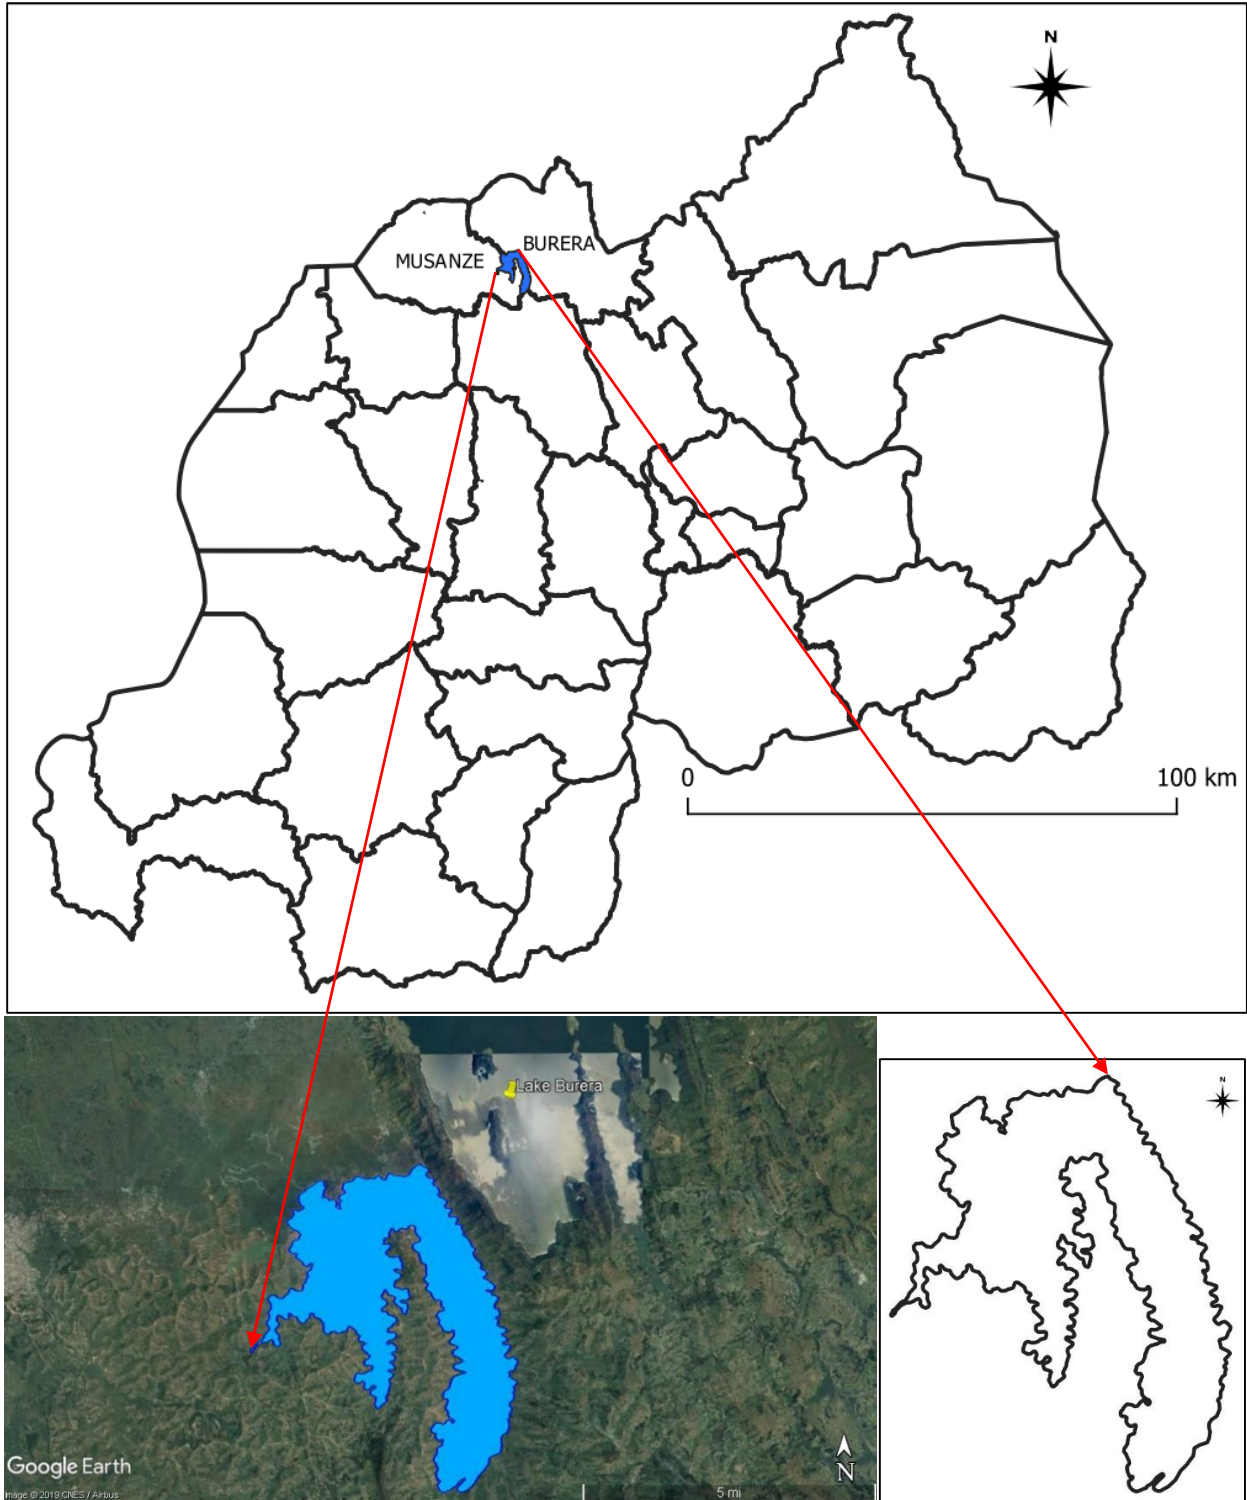 N
BURERA
MUSANZE
0 100 km
Lake Burera
N
N
Google Earth
Image © 2019 CNES / Airbus
5 mi